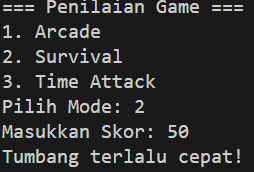 === Penilaian Game ===
1. Arcade
2. Survival
3. Time Attack
Pilih Mode: 2
Masukkan Skor: 50
Tumbang terlalu cepat!